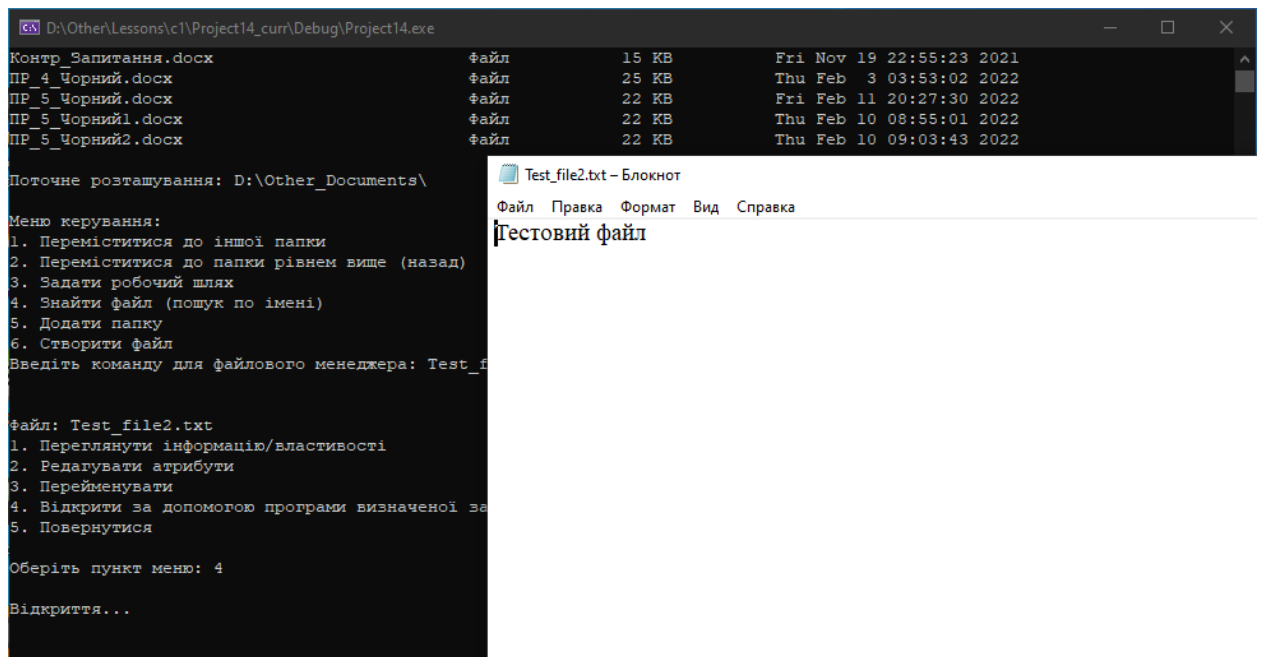 D:\Other\Lessons\c1\Project14_curr\Debug\Project14.exe
Контр_Запитання.docx Файл 15 KB Fri Nov 19 22:55:23 2021
ПР_4_Чорний.docx Файл 25 KB Thu Feb 3 03:53:02 2022
ПР_5_Чорний.docx Файл 22 KB Fri Feb 11 20:27:30 2022
ПР_5_Чорний1.docx Файл 22 KB Thu Feb 10 08:55:01 2022
ПР_5_Чорний2.docx Файл 22 KB Thu Feb 10 09:03:43 2022
Поточне розташування: D:\Other_Documents\
Меню керування:
1. Переміститися до іншої папки
2. Переміститися до папки рівнем вище (назад)
3. Задати робочий шлях
4. Знайти файл (пошук по імені)
5. Додати папку
6. Створити файл
Введіть команду для файлового менеджера: Test_f
Файл: Test_file2.txt
1. Переглянути інформацію/властивості
2. Редагувати атрибути
3. Перейменувати
4. Відкрити за допомогою програми визначеної за
5. Повернутися
Оберіть пункт меню: 4
Відкриття...
Test_file2.txt – Блокнот
Файл Правка Формат Вид Справка
Тестовий файл